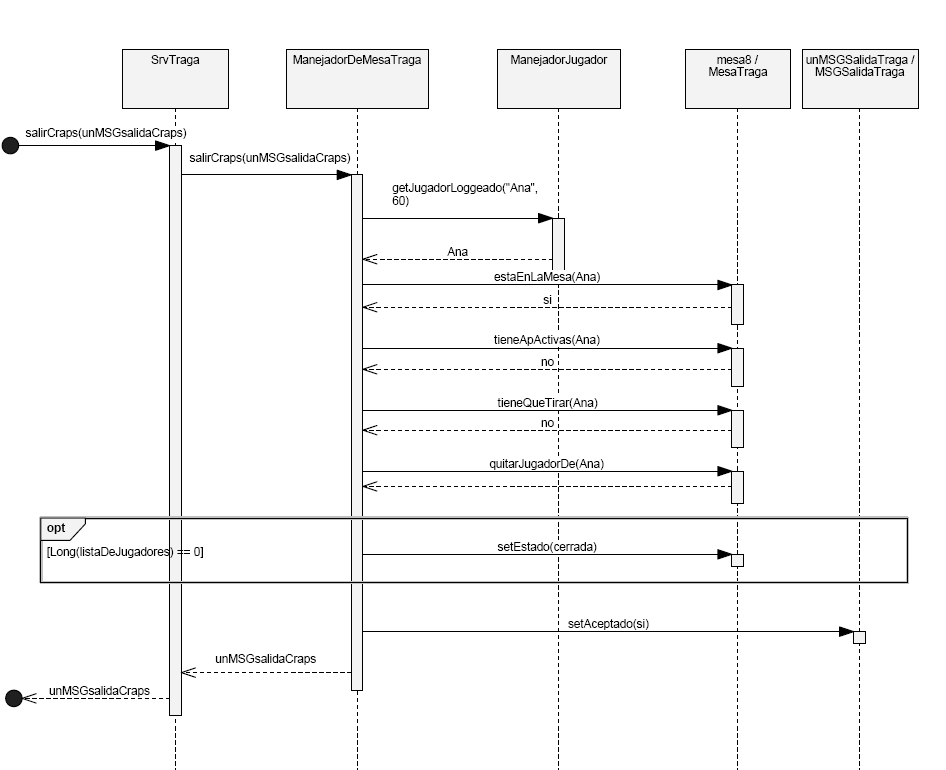 SrvTraga
ManejadorDeMesaTraga
ManejadorJugador
mesa8 /
MesaTraga
unMSGSalidaTraga /
MSGSalidaTraga
salirCraps(unMSGsalidaCraps)
salirCraps(unMSGsalidaCraps)
getJugadorLoggeado("Ana",
60)
Ana
estaEnLaMesa(Ana)
si
tieneApActivas(Ana)
no
tieneQueTirar(Ana)
no
quitarJugadorDe(Ana)
opt
[Long(listaDeJugadores) == 0]
setEstado(cerrada)
setAceptado(si)
unMSGsalidaCraps
unMSGsalidaCraps